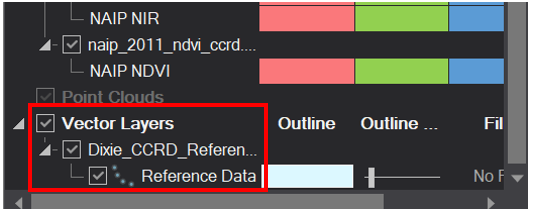 NAIP NIR
naip_2011_ndvi_ccrd....
NAIP NDVI
Point Clouds
Vector Layers Outline Outline ... Fil
Dixie_CCRD_Referen...
Reference Data No F